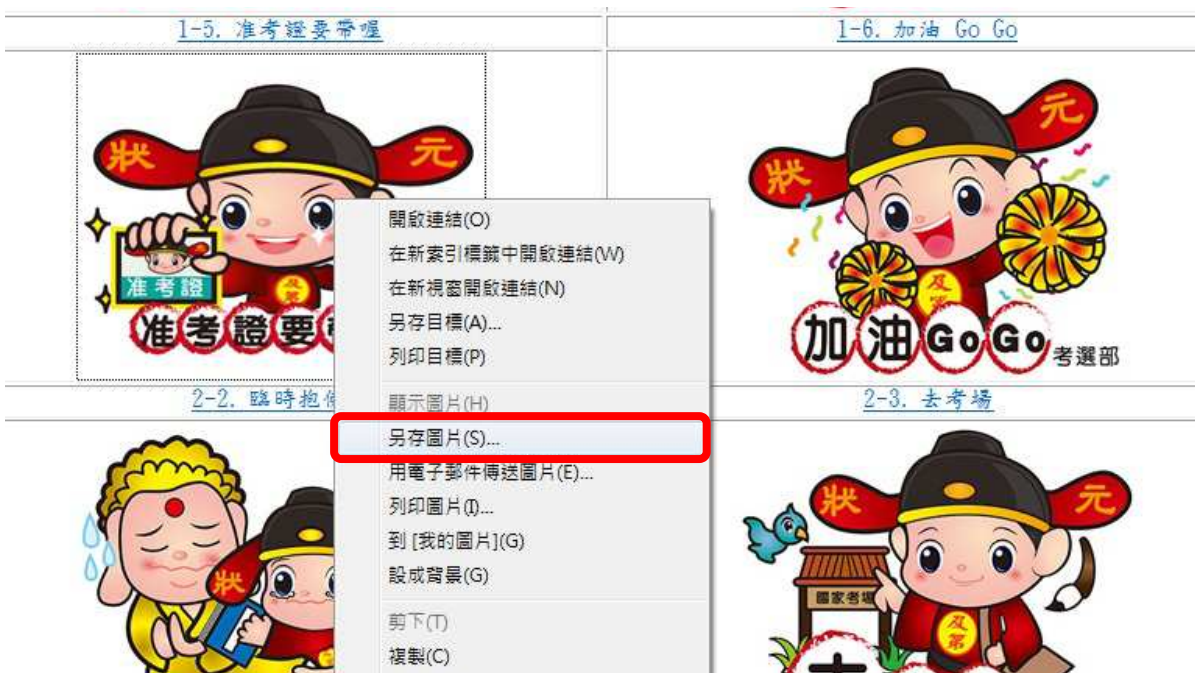 1-5. 准考證要帶喔
1-6. 加油 Go Go
狀 元
准考證
及第
准考證要
狀 元
及第
加油GoGo
考選部
開啟連結(O)
在新索引標籤中開啟連結(W)
在新視窗開啟連結(N)
另存目標(A)...
列印目標(P)
顯示圖片(H)
另存圖片(S)...
用電子郵件傳送圖片(E)...
列印圖片(I)...
到 [我的圖片](G)
設成背景(G)
剪下(T)
複製(C)
2-2. 臨時抱
2-3. 去考場
狀
狀 元
國家考場
及第